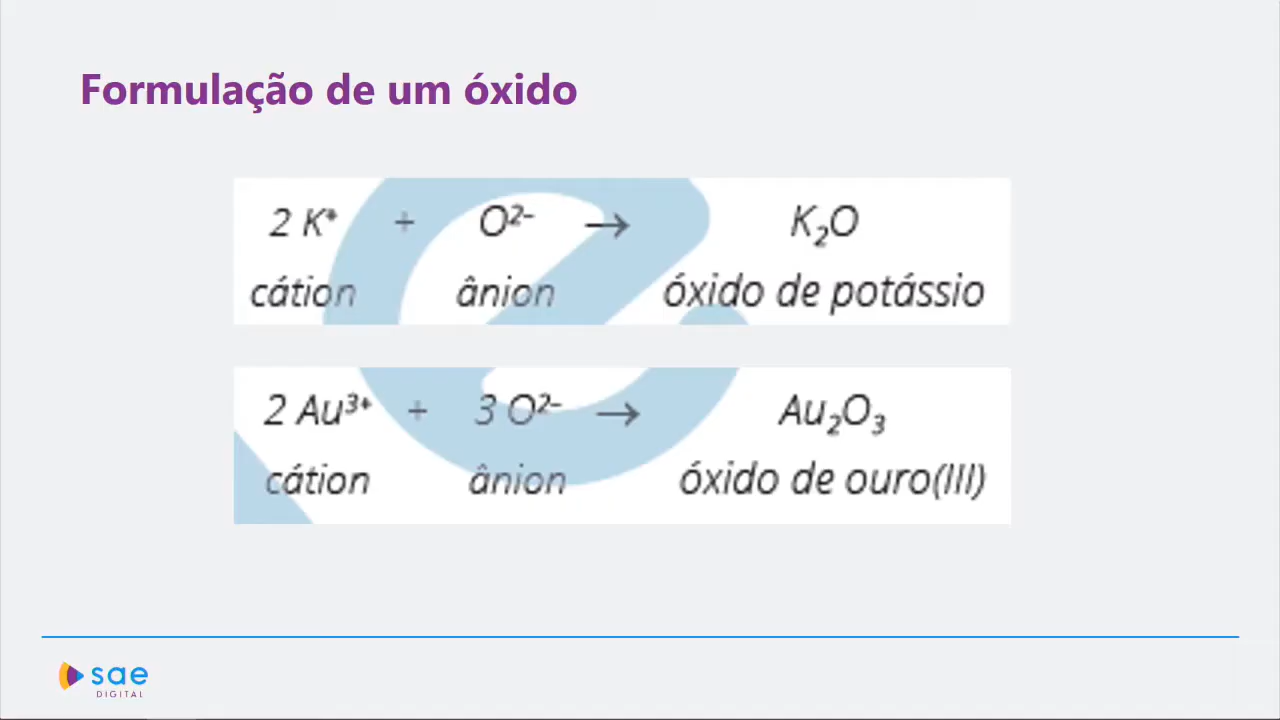 Formulação de um óxido
2 K⁺ + O²⁻ → K₂O
cátion ânion óxido de potássio
2 Au³⁺ + 3 O²⁻ → Au₂O₃
cátion ânion óxido de ouro(III)
sae
DIGITAL